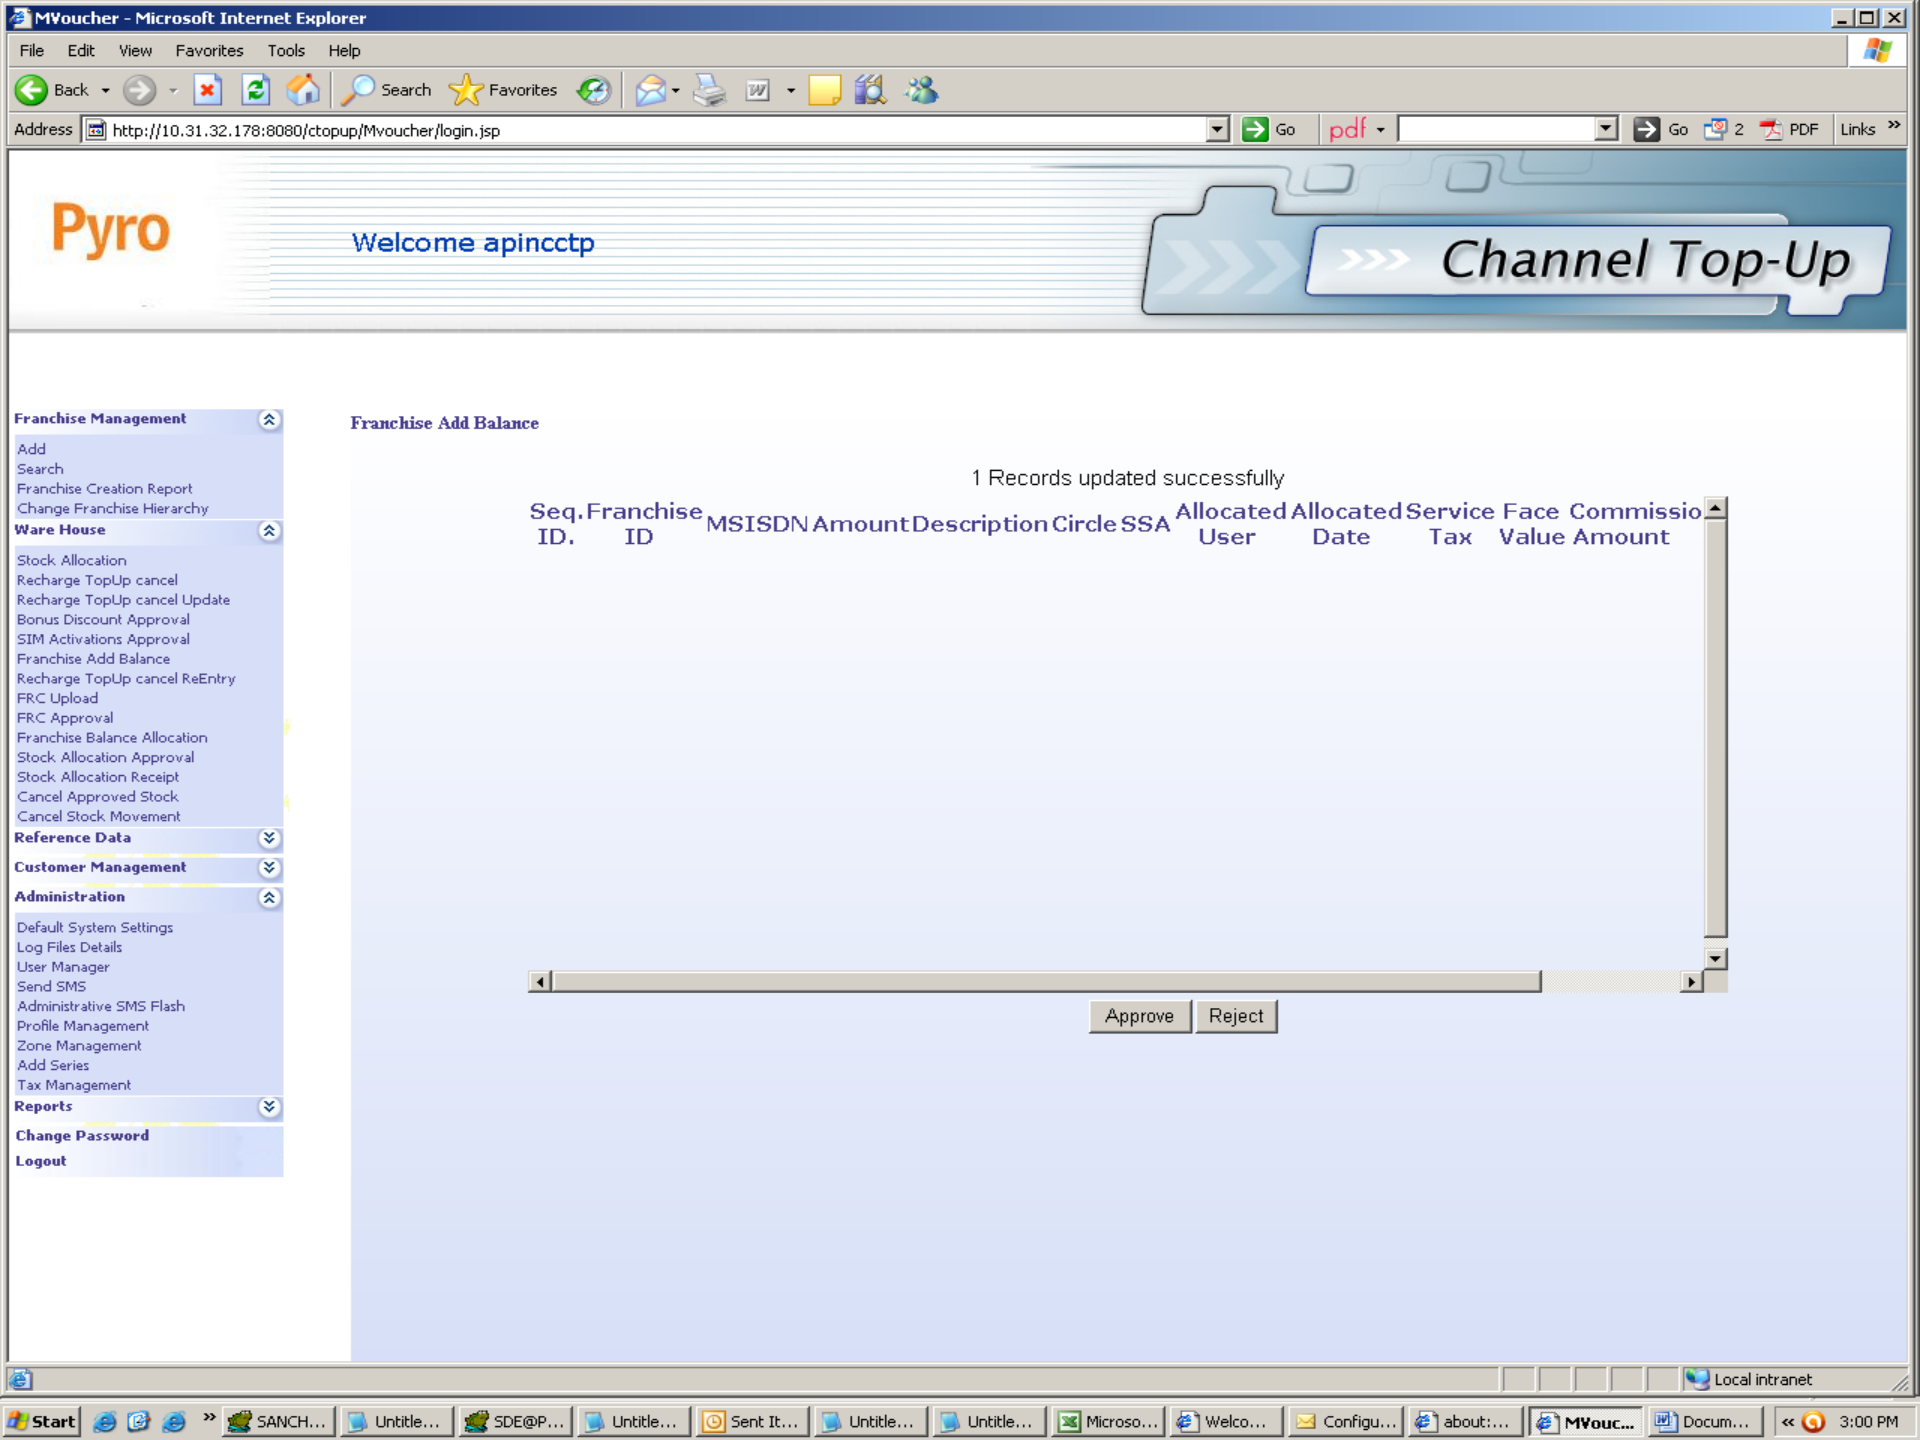 MVoucher - Microsoft Internet Explorer
File Edit View Favorites Tools Help
Back Search Favorites
Address http://10.31.32.178:8080/ctopup/Mvoucher/login.jsp Go pdf Go 2 PDF Links »
Pyro
Welcome apincctp
Channel Top-Up
Franchise Management
Add
Search
Franchise Creation Report
Change Franchise Hierarchy
Ware House
Stock Allocation
Recharge TopUp cancel
Recharge TopUp cancel Update
Bonus Discount Approval
SIM Activations Approval
Franchise Add Balance
Recharge TopUp cancel ReEntry
FRC Upload
FRC Approval
Franchise Balance Allocation
Stock Allocation Approval
Stock Allocation Receipt
Cancel Approved Stock
Cancel Stock Movement
Reference Data
Customer Management
Administration
Default System Settings
Log Files Details
User Manager
Send SMS
Administrative SMS Flash
Profile Management
Zone Management
Add Series
Tax Management
Reports
Change Password
Logout
Franchise Add Balance
1 Records updated successfully
Seq. ID. Franchise ID MSISDN Amount Description Circle SSA Allocated User Allocated Date Service Tax Face Value Commissio Amount
Approve Reject
Local intranet
Start » SANCH... Untitle... SDE@P... Untitle... Sent It... Untitle... Untitle... Microso... Welco... Configu... about:... MVouc... Docum... « 3:00 PM